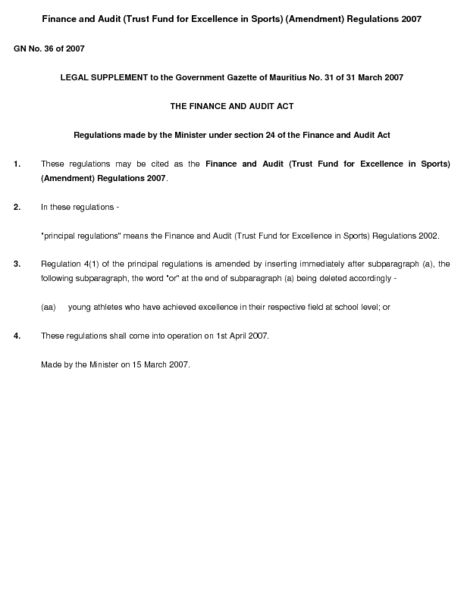 Finance and Audit (Trust Fund for Excellence in Sports) (Amendment) Regulations 2007
GN No. 36 of 2007
LEGAL SUPPLEMENT to the Government Gazette of Mauritius No. 31 of 31 March 2007
THE FINANCE AND AUDIT ACT
Regulations made by the Minister under section 24 of the Finance and Audit Act
1. These regulations may be cited as the Finance and Audit (Trust Fund for Excellence in Sports)
(Amendment) Regulations 2007.
2. In these regulations -
"principal regulations" means the Finance and Audit (Trust Fund for Excellence in Sports) Regulations 2002.
3. Regulation 4(1) of the principal regulations is amended by inserting immediately after subparagraph (a), the
following subparagraph, the word "or" at the end of subparagraph (a) being deleted accordingly -
(aa) young athletes who have achieved excellence in their respective field at school level; or
4. These regulations shall come into operation on 1st April 2007.
Made by the Minister on 15 March 2007.